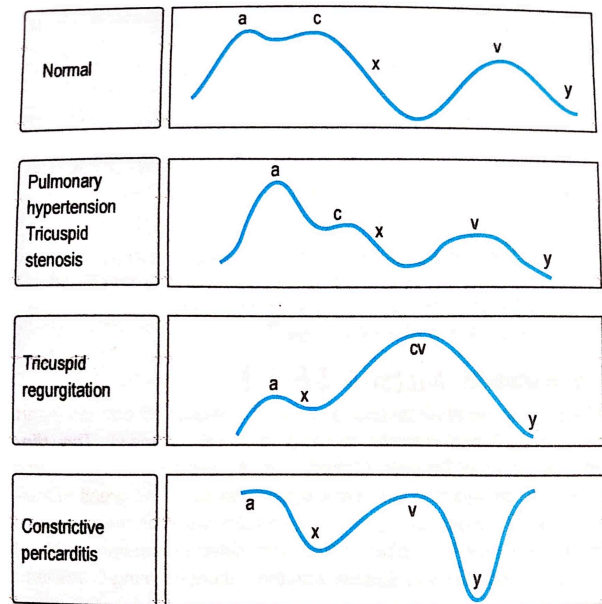 Normal
a c x v y
Pulmonary
hypertension
Tricuspid
stenosis
a c x v y
Tricuspid
regurgitation
a x cv y
Constrictive
pericarditis
a x v y